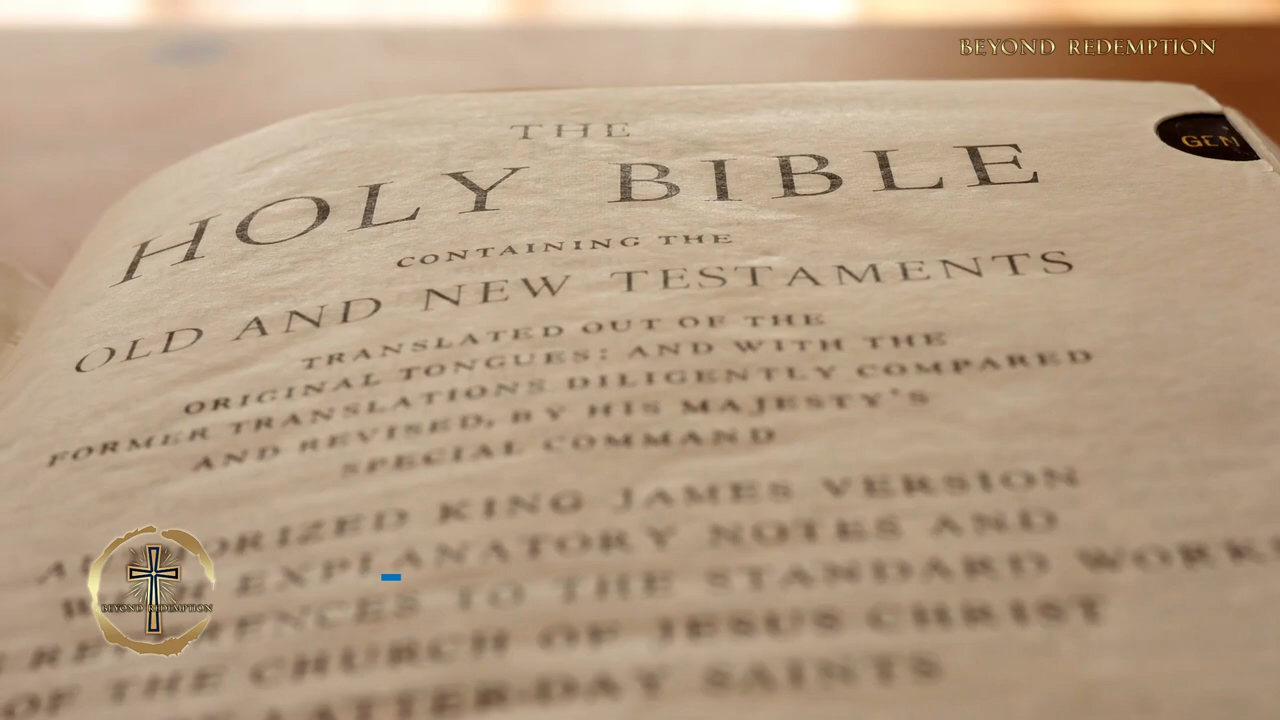 BEYOND REDEMPTION
THE
HOLY BIBLE
GEN
CONTAINING THE
OLD AND NEW TESTAMENTS
TRANSLATED OUT OF THE
ORIGINAL TONGUES: AND WITH THE
FORMER TRANSLATIONS DILIGENTLY COMPARED
AND REVISED, BY HIS MAJESTY'S
SPECIAL COMMAND
KING JAMES VERSION
EXPLANATORY NOTES AND
TO THE STANDARD WORKS
OF THE CHURCH OF JESUS CHRIST
LATTER-DAY SAINTS
BEYOND REDEMPTION